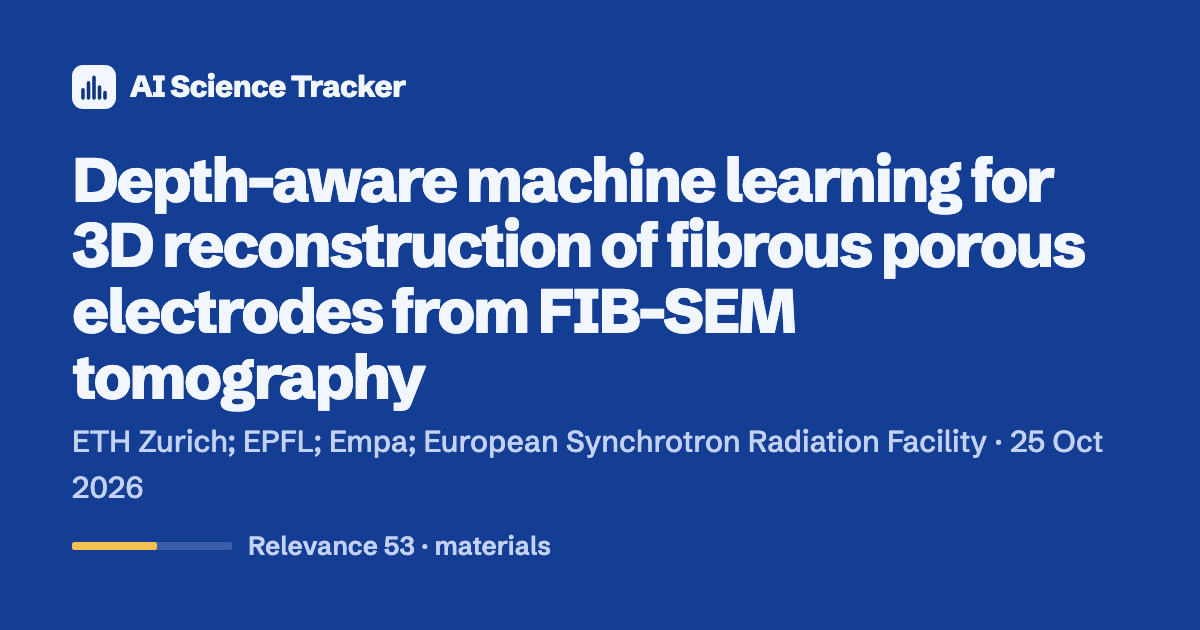 AI Science Tracker
Depth-aware machine learning for
3D reconstruction of fibrous porous
electrodes from FIB-SEM
tomography
ETH Zurich; EPFL; Empa; European Synchrotron Radiation Facility · 25 Oct
2026
Relevance 53 · materials